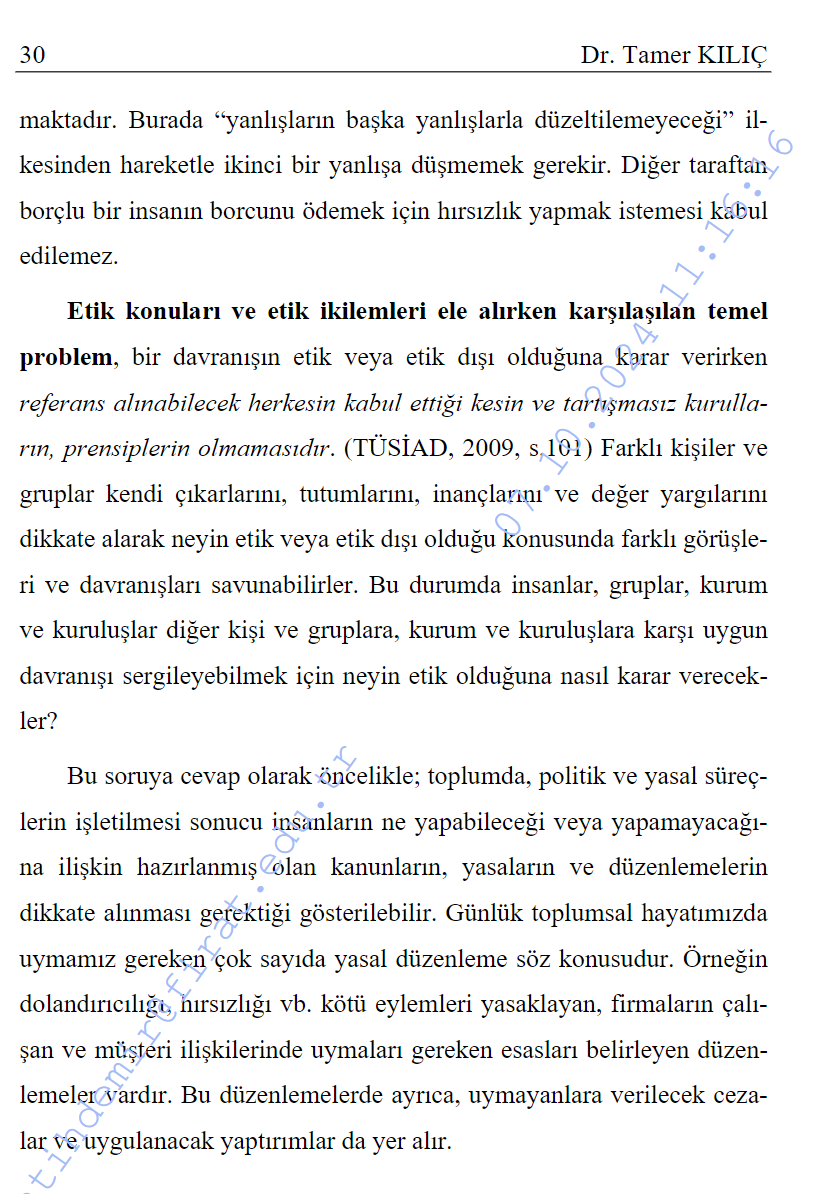 30 Dr. Tamer KILIÇ
maktadır. Burada “yanlışların başka yanlışlarla düzeltilemeyeceği” il-
kesinden hareketle ikinci bir yanlışa düşmemek gerekir. Diğer taraftan
borçlu bir insanın borcunu ödemek için hırsızlık yapmak istemesi kabul
edilemez.
Etik konuları ve etik ikilemleri ele alırken karşılaşılan temel
problem, bir davranışın etik veya etik dışı olduğuna karar verirken
referans alınabilecek herkesin kabul ettiği kesin ve tartışmasız kurulla-
rın, prensiplerin olmamasıdır. (TÜSİAD, 2009, s.101) Farklı kişiler ve
gruplar kendi çıkarlarını, tutumlarını, inançlarını ve değer yargılarını
dikkate alarak neyin etik veya etik dışı olduğu konusunda farklı görüşle-
ri ve davranışları savunabilirler. Bu durumda insanlar, gruplar, kurum
ve kuruluşlar diğer kişi ve gruplara, kurum ve kuruluşlara karşı uygun
davranışı sergileyebilmek için neyin etik olduğuna nasıl karar verecek-
ler?
Bu soruya cevap olarak öncelikle; toplumda, politik ve yasal süreç-
lerin işletilmesi sonucu insanların ne yapabileceği veya yapamayacağı-
na ilişkin hazırlanmış olan kanunların, yasaların ve düzenlemelerin
dikkate alınması gerektiği gösterilebilir. Günlük toplumsal hayatımızda
uymamız gereken çok sayıda yasal düzenleme söz konusudur. Örneğin
dolandırıcılığı, hırsızlığı vb. kötü eylemleri yasaklayan, firmaların çalı-
şan ve müşteri ilişkilerinde uymaları gereken esasları belirleyen düzen-
lemeler vardır. Bu düzenlemelerde ayrıca, uymayanlara verilecek ceza-
lar ve uygulanacak yaptırımlar da yer alır.
07.10.2024 11:16:16
tihdemir@firat.edu.tr